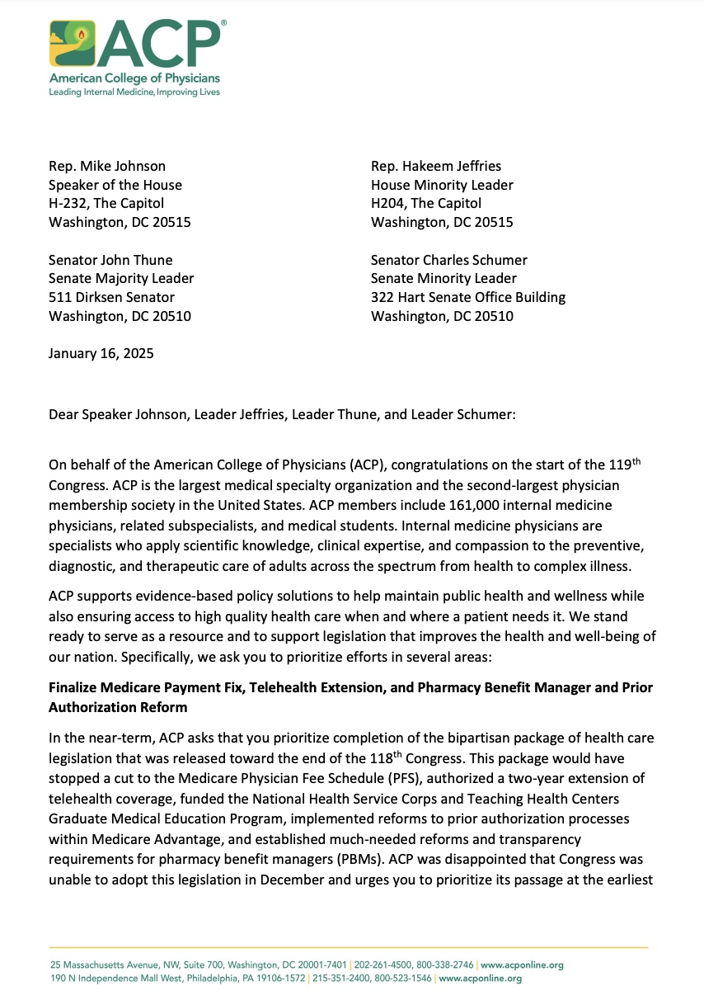 ACP®
American College of Physicians
Leading Internal Medicine, Improving Lives
Rep. Mike Johnson
Speaker of the House
H-232, The Capitol
Washington, DC 20515
Rep. Hakeem Jeffries
House Minority Leader
H204, The Capitol
Washington, DC 20515
Senator John Thune
Senate Majority Leader
511 Dirksen Senator
Washington, DC 20510
Senator Charles Schumer
Senate Minority Leader
322 Hart Senate Office Building
Washington, DC 20510
January 16, 2025
Dear Speaker Johnson, Leader Jeffries, Leader Thune, and Leader Schumer:
On behalf of the American College of Physicians (ACP), congratulations on the start of the 119th
Congress. ACP is the largest medical specialty organization and the second-largest physician
membership society in the United States. ACP members include 161,000 internal medicine
physicians, related subspecialists, and medical students. Internal medicine physicians are
specialists who apply scientific knowledge, clinical expertise, and compassion to the preventive,
diagnostic, and therapeutic care of adults across the spectrum from health to complex illness.
ACP supports evidence-based policy solutions to help maintain public health and wellness while
also ensuring access to high quality health care when and where a patient needs it. We stand
ready to serve as a resource and to support legislation that improves the health and well-being of
our nation. Specifically, we ask you to prioritize efforts in several areas:
Finalize Medicare Payment Fix, Telehealth Extension, and Pharmacy Benefit Manager and Prior
Authorization Reform
In the near-term, ACP asks that you prioritize completion of the bipartisan package of health care
legislation that was released toward the end of the 118th Congress. This package would have
stopped a cut to the Medicare Physician Fee Schedule (PFS), authorized a two-year extension of
telehealth coverage, funded the National Health Service Corps and Teaching Health Centers
Graduate Medical Education Program, implemented reforms to prior authorization processes
within Medicare Advantage, and established much-needed reforms and transparency
requirements for pharmacy benefit managers (PBMs). ACP was disappointed that Congress was
unable to adopt this legislation in December and urges you to prioritize its passage at the earliest
25 Massachusetts Avenue, NW, Suite 700, Washington, DC 20001-7401 | 202-261-4500, 800-338-2746 | www.acponline.org
190 N Independence Mall West, Philadelphia, PA 19106-1572 | 215-351-2400, 800-523-1546 | www.acponline.org